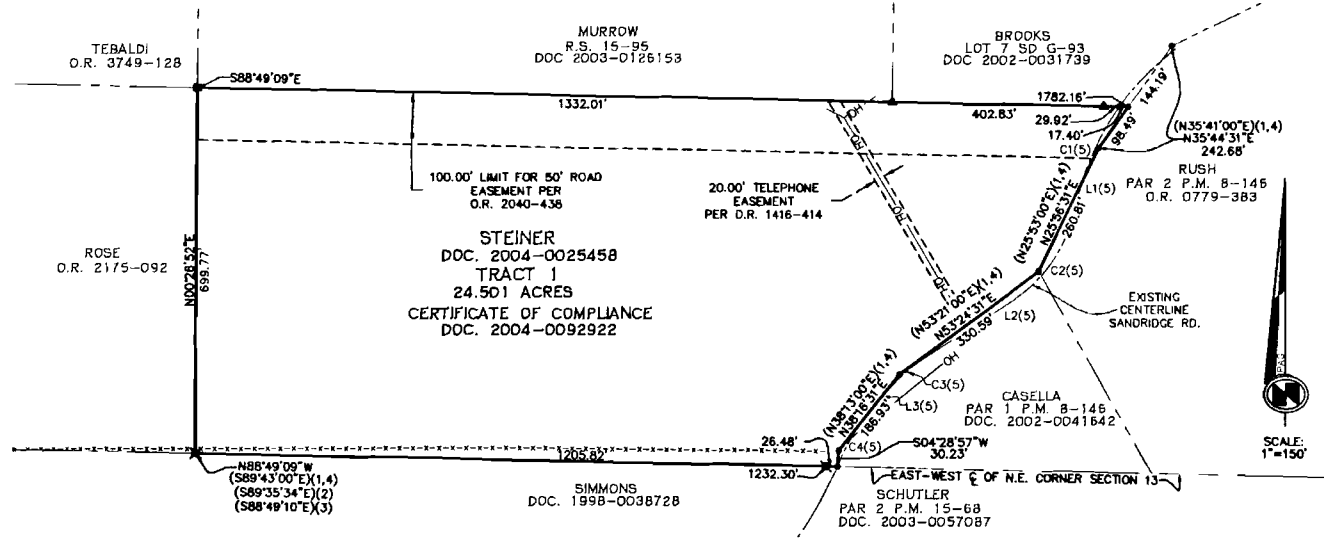 TEBALDI
O.R. 3749-128
S88°49'09"E
MURROW
R.S. 15-95
DOC 2003-0126153
BROOKS
LOT 7 SD G-93
DOC 2002-0031739
1332.01'
402.83'
1782.16'
29.92'
17.40'
98.49'
144.19'
C1(5)
(N35°41'00"E)(1,4)
N35°44'31"E
242.68'
RUSH
PAR 2 P.M. 8-146
O.R. 0779-383
100.00' LIMIT FOR 50' ROAD
EASEMENT PER
O.R. 2040-438
20.00' TELEPHONE
EASEMENT
PER D.R. 1416-414
OH
OH
OH
OH
OH
(N25°53'00"E)(1,4)
N25°56'31"E
260.81'
L1(5)
C2(5)
ROSE
O.R. 2175-092
N00°28'52"E
699.77
STEINER
DOC. 2004-0025458
TRACT 1
24.501 ACRES
CERTIFICATE OF COMPLIANCE
DOC. 2004-0092922
(N53°21'00"E)(1,4)
N53°24'31"E
330.59'
L2(5)
OH
EXISTING
CENTERLINE
SANDRIDGE RD.
C3(5)
L3(5)
(N38°13'00"E)(1,4)
N38°16'31"E
186.93'
CASELLA
PAR 1 P.M. 8-146
DOC. 2002-0041642
C4(5)
S04°28'57"W
30.23'
26.48'
PAG
N
SCALE:
1"=150'
N88°49'09"W
(S89°43'00"E)(1,4)
(S89°35'34"E)(2)
(S88°49'10"E)(3)
1205.82'
1232.30'
EAST-WEST ℄ OF N.E. CORNER SECTION 13
SIMMONS
DOC. 1998-0038728
SCHUTLER
PAR 2 P.M. 15-68
DOC. 2003-0057087